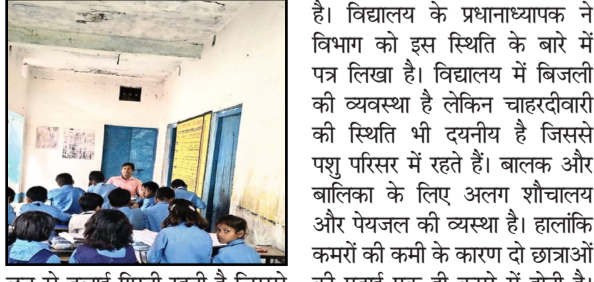 है। विद्यालय के प्रधानाध्यापक ने
विभाग को इस स्थिति के बारे में
पत्र लिखा है। विद्यालय में बिजली
की व्यवस्था है लेकिन चाहरदीवारी
की स्थिति भी दयनीय है जिससे
पशु परिसर में रहते हैं। बालक और
बालिका के लिए अलग शौचालय
और पेयजल की व्यस्था है। हालांकि
कमरों की कमी के कारण दो छात्राओं